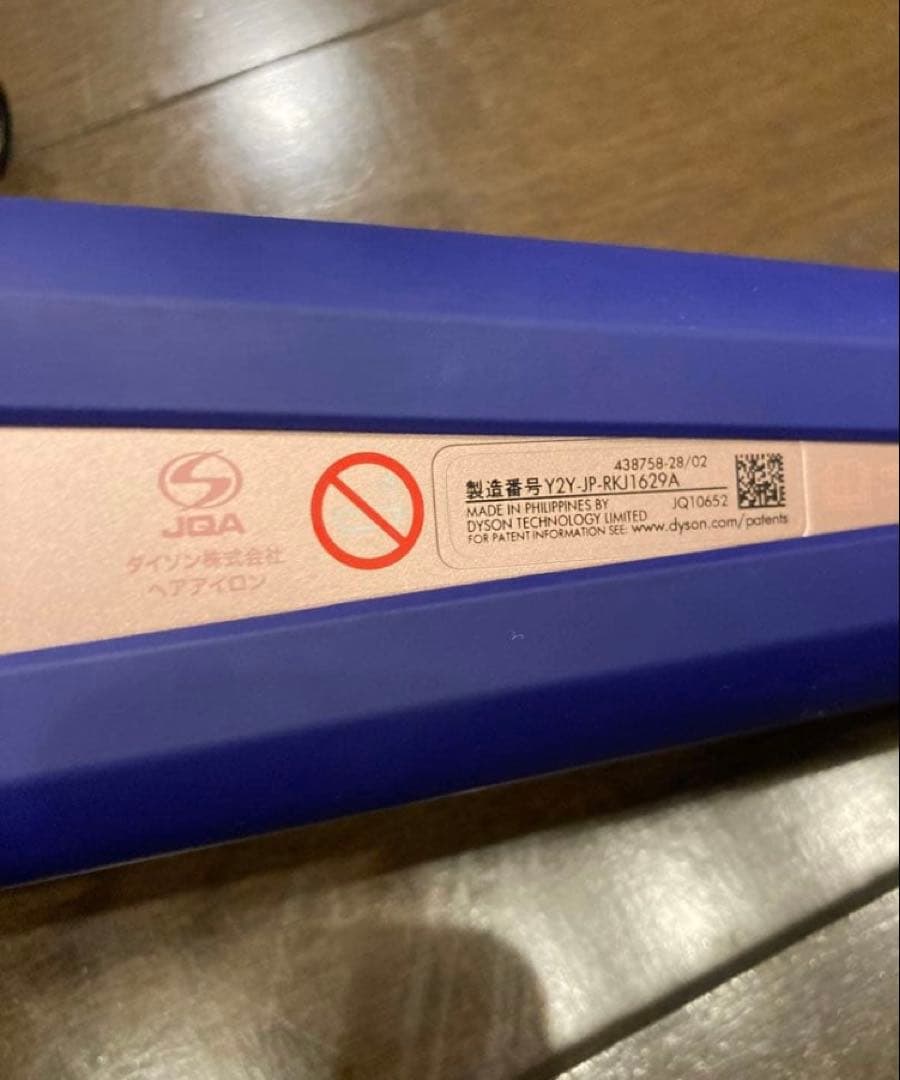 JQA
ダイソン株式会社
ヘアアイロン
438758-28/02
製造番号Y2Y-JP-RKJ1629A
MADE IN PHILIPPINES BY JQ10652
DYSON TECHNOLOGY LIMITED
FOR PATENT INFORMATION SEE: www.dyson.com/patents